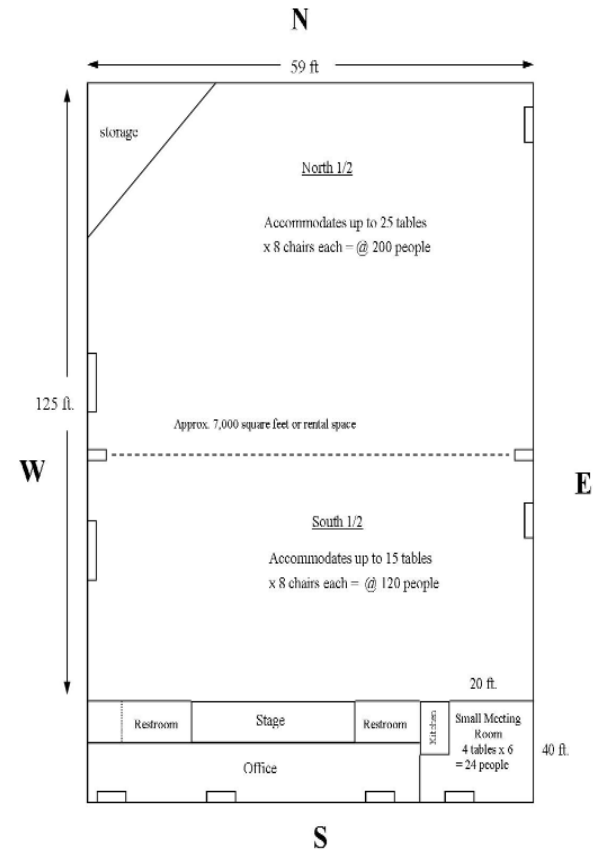 N
59 ft
storage
North 1/2
Accommodates up to 25 tables
x 8 chairs each = @ 200 people
125 ft.
Approx. 7,000 square feet or rental space
W
E
South 1/2
Accommodates up to 15 tables
x 8 chairs each = @ 120 people
20 ft.
Restroom
Stage
Restroom
Kitchen
Small Meeting
Room
4 tables x 6
= 24 people
40 ft.
Office
S